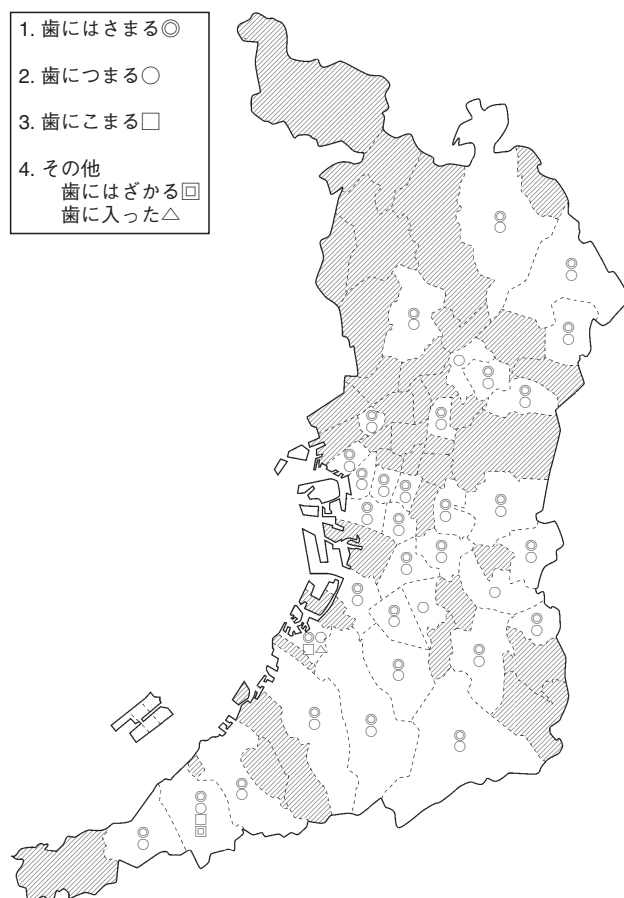 1. 歯にはさまる◎
2. 歯につまる○
3. 歯にこまる□
4. その他
歯にはざかる回
歯に入った△